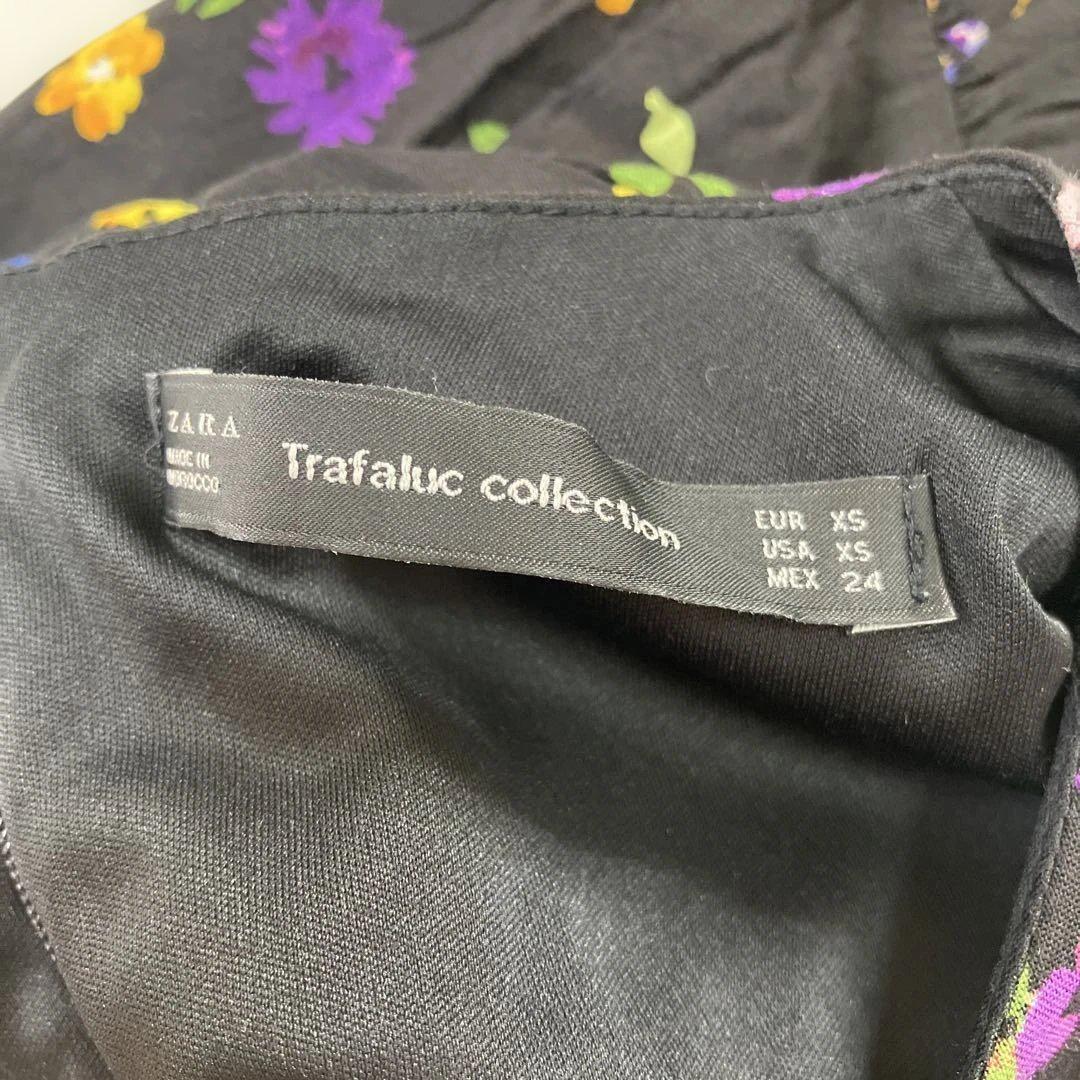 ZARA
MADE IN
MOROCCO
Trafaluc collection
EUR XS
USA XS
MEX 24